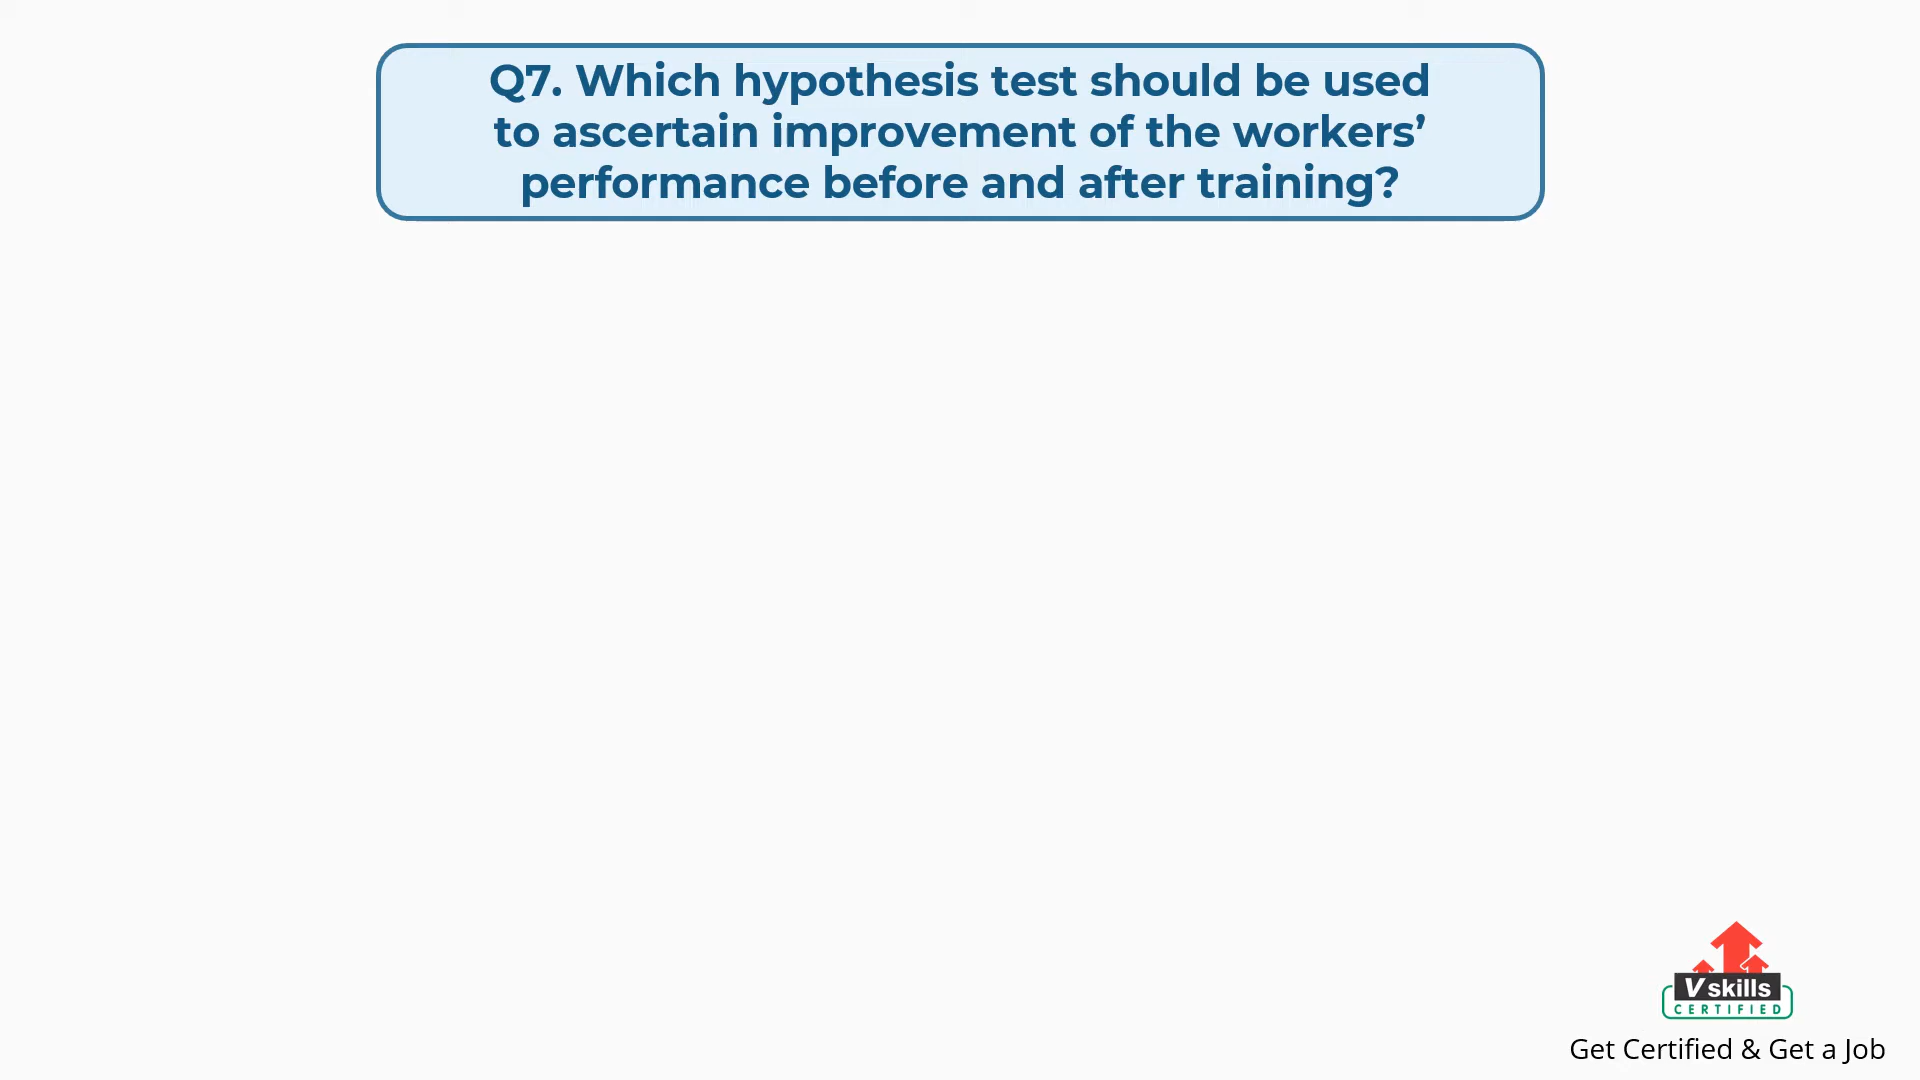 Q7. Which hypothesis test should be used
to ascertain improvement of the workers’
performance before and after training?
Vskills
CERTIFIED
Get Certified & Get a Job